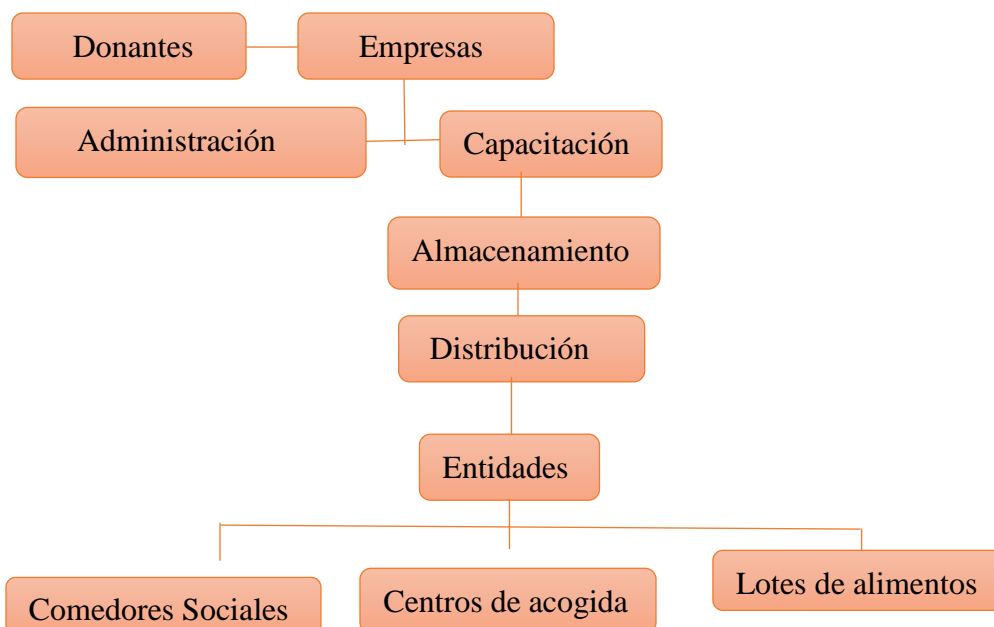 Donantes
Empresas
Administración
Capacitación
Almacenamiento
Distribución
Entidades
Comedores Sociales
Centros de acogida
Lotes de alimentos